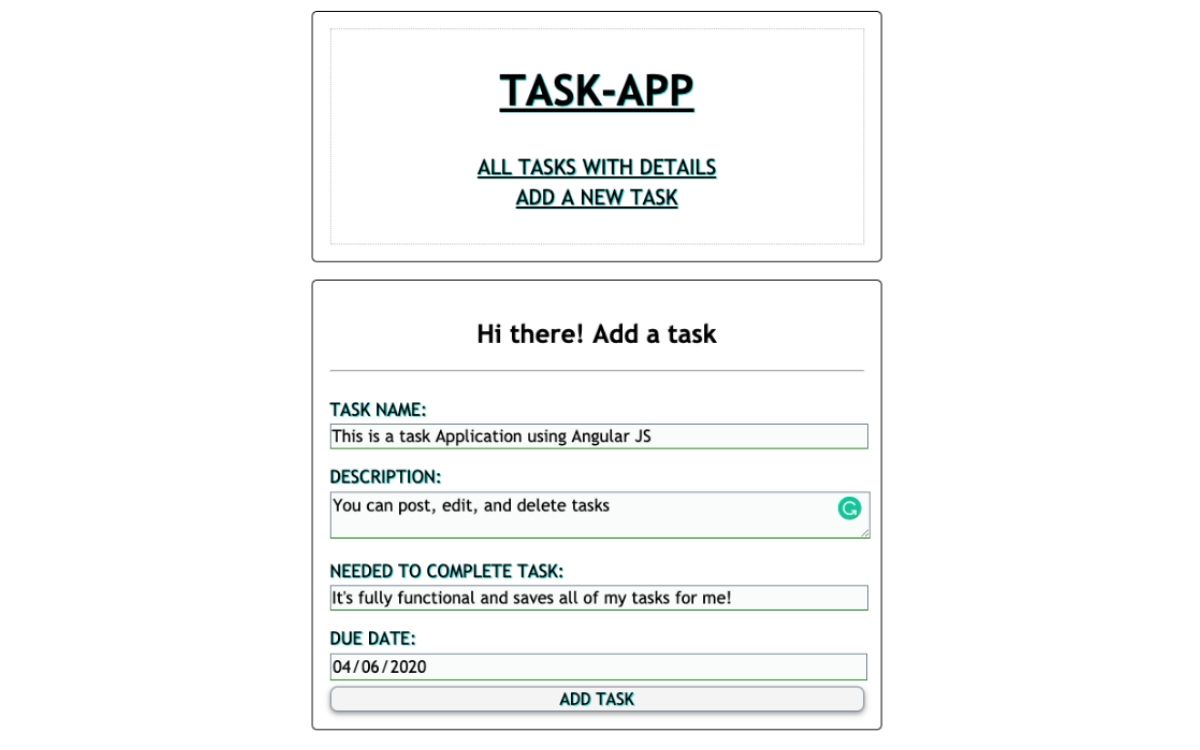 TASK-APP
ALL TASKS WITH DETAILS
ADD A NEW TASK
Hi there! Add a task
TASK NAME:
This is a task Application using Angular JS
DESCRIPTION:
You can post, edit, and delete tasks
NEEDED TO COMPLETE TASK:
It's fully functional and saves all of my tasks for me!
DUE DATE:
04/06/2020
ADD TASK